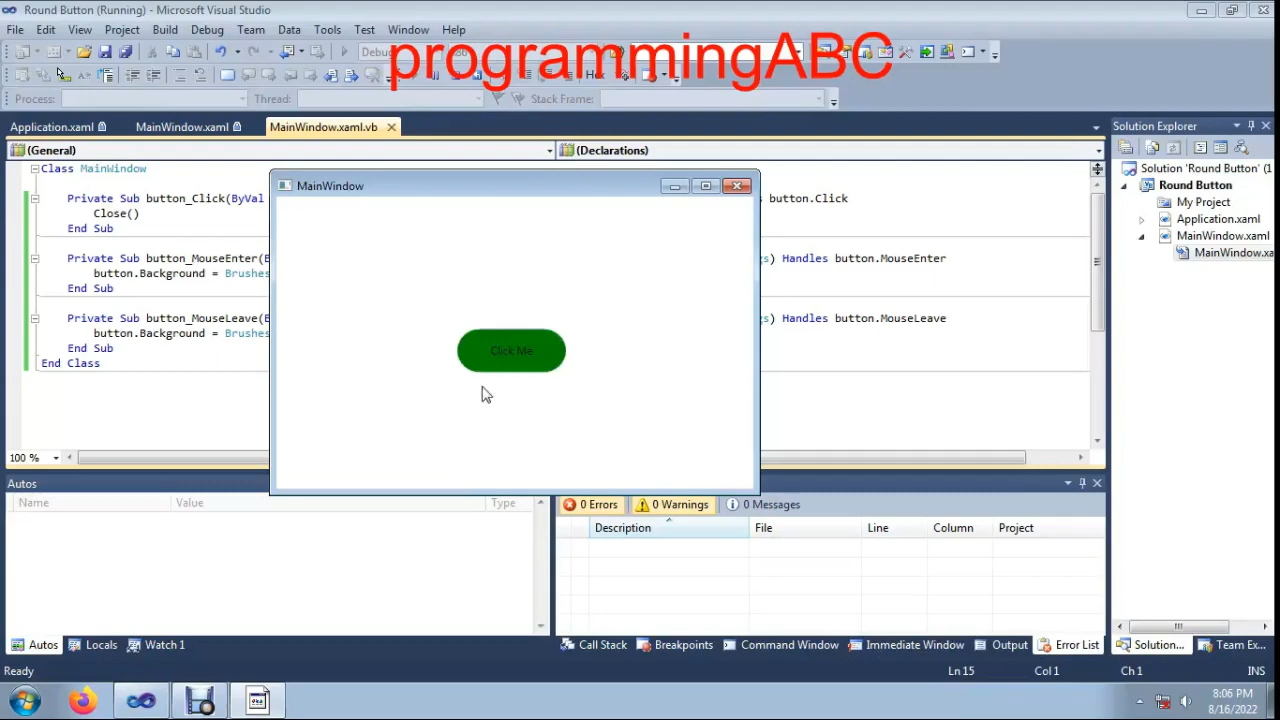 Round Button (Running) - Microsoft Visual Studio
File Edit View Project Build Debug Team Data Tools Test Window Help
Debug
programmingABC
Hex
Process: Thread: Stack Frame:
Application.xaml MainWindow.xaml MainWindow.xaml.vb
Solution Explorer
(General) (Declarations)
Class MainWindow
Private Sub button_Click(ByVal s button.Click
Close()
End Sub
Private Sub button_MouseEnter(B gs) Handles button.MouseEnter
button.Background = Brushes
End Sub
Private Sub button_MouseLeave(B gs) Handles button.MouseLeave
button.Background = Brushes
End Sub
End Class
MainWindow
Click Me
Solution 'Round Button' (1
Round Button
My Project
Application.xaml
MainWindow.xaml
MainWindow.xa
100 %
Autos
Name Value Type
0 Errors 0 Warnings 0 Messages
Description File Line Column Project
Autos Locals Watch 1
Call Stack Breakpoints Command Window Immediate Window Output Error List
Solution... Team Ex...
Ready Ln 15 Col 1 Ch 1 INS
8:06 PM
8/16/2022